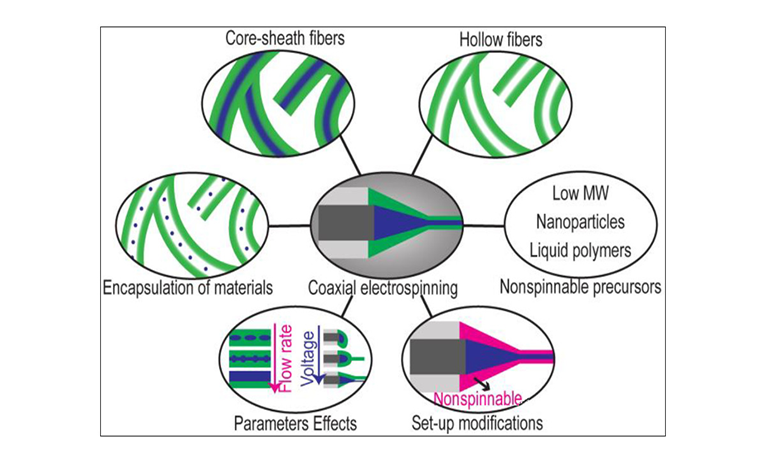 Core-sheath fibers
Hollow fibers
Low MW
Nanoparticles
Liquid polymers
Encapsulation of materials
Coaxial electrospinning
Nonspinnable precursors
Flow rate
Voltage
Nonspinnable
Parameters Effects
Set-up modifications